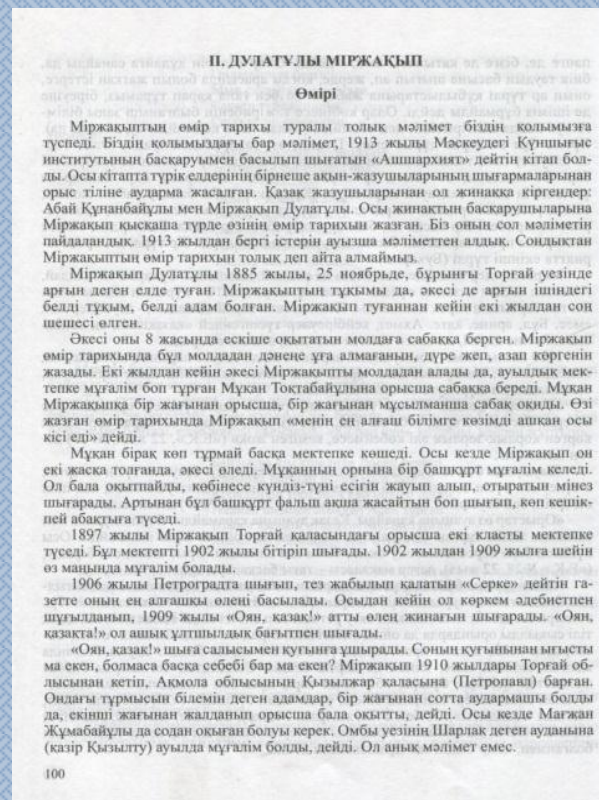 II. ДУЛАТҰЛЫ МІРЖАҚЫП
Өмірі
Міржақыптың өмір тарихы туралы толық мәлімет біздің қолымызға
түспеді. Біздің қолымыздағы бар мәлімет, 1913 жылы Мәскеудегі Күншығыс
институтының басқаруымен басылып шығатын «Ашшархият» дейтін кітап бол-
ды. Осы кітапта түрік елдерінің бірнеше ақын-жазушыларының шығармаларынан
орыс тіліне аударма жасалған. Қазақ жазушыларынан ол жинаққа кіргендер:
Абай Құнанбайұлы мен Міржақып Дулатұлы. Осы жинақтың басқарушыларына
Міржақып қысқаша түрде өзінің өмір тарихын жазған. Біз оның сол мәліметін
пайдаландық. 1913 жылдан бергі істерін ауызша мәліметтен алдық. Сондықтан
Міржақыптың өмір тарихын толық деп айта алмаймыз.
Міржақып Дулатұлы 1885 жылы, 25 ноябрьде, бұрынғы Торғай уезінде
арғын деген елде туған. Міржақыптың тұқымы да, әкесі де арғын ішіндегі
белді тұқым, белді адам болған. Міржақып туғаннан кейін екі жылдан соң
шешесі өлген.
Әкесі оны 8 жасында ескіше оқытатын молдаға сабаққа берген. Міржақып
өмір тарихында бұл молдадан дәнеңе ұға алмағанын, дүре жеп, азап көргенін
жазады. Екі жылдан кейін әкесі Міржақыпты молдадан алады да, ауылдық мек-
тепке мұғалім боп тұрған Мұқан Тоқтабайұлына орысша сабаққа береді. Мұқан
Міржақыпқа бір жағынан орысша, бір жағынан мұсылманша сабақ оқиды. Өзі
жазған өмір тарихында Міржақып «менің ең алғаш білімге көзімді ашқан осы
кісі еді» дейді.
Мұқан бірақ көп тұрмай басқа мектепке көшеді. Осы кезде Міржақып он
екі жасқа толғанда, әкесі өледі. Мұқанның орнына бір башқұрт мұғалім келеді.
Ол бала оқытпайды, көбінесе күндіз-түні есігін жауып алып, отыратын мінез
шығарады. Артынан бұл башқұрт фальш ақша жасайтын боп шығып, көп кешік-
пей абақтыға түседі.
1897 жылы Міржақып Торғай қаласындағы орысша екі класты мектепке
түседі. Бұл мектепті 1902 жылы бітіріп шығады. 1902 жылдан 1909 жылға шейін
өз маңында мұғалім болады.
1906 жылы Петроградта шығып, тез жабылып қалатын «Серке» дейтін га-
зетте оның ең алғашқы өлеңі басылады. Осыдан кейін ол көркем әдебиетпен
шұғылданып, 1909 жылы «Оян, қазақ!» атты өлең жинағын шығарады. «Оян,
қазақта!» ол ашық ұлтшылдық бағытпен шығады.
«Оян, қазақ!» шыға салысымен қуғынға ұшырады. Соның қуғынынан ығысты
ма екен, болмаса басқа себебі бар ма екен? Міржақып 1910 жылдары Торғай об-
лысынан кетіп, Ақмола облысының Қызылжар қаласына (Петропавл) барған.
Ондағы тұрмысын білемін деген адамдар, бір жағынан сотта аудармашы болды
да, екінші жағынан жалданып орысша бала оқытты, дейді. Осы кезде Мағжан
Жұмабайұлы да содан оқыған болуы керек. Омбы уезінің Шарлақ деген ауданына
(қазір Қызылту) ауылда мұғалім болды, дейді. Ол анық мәлімет емес.
100